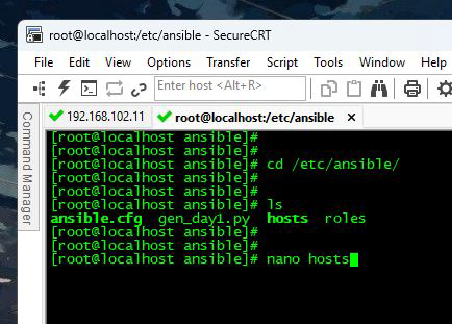 root@localhost:/etc/ansible - SecureCRT
File Edit View Options Transfer Script Tools Window Help
Enter host <Alt+R>
192.168.102.11 root@localhost:/etc/ansible ×
Command Manager
[root@localhost ansible]#
[root@localhost ansible]#
[root@localhost ansible]# cd /etc/ansible/
[root@localhost ansible]#
[root@localhost ansible]#
[root@localhost ansible]# ls
ansible.cfg gen_day1.py hosts roles
[root@localhost ansible]#
[root@localhost ansible]#
[root@localhost ansible]# nano hosts